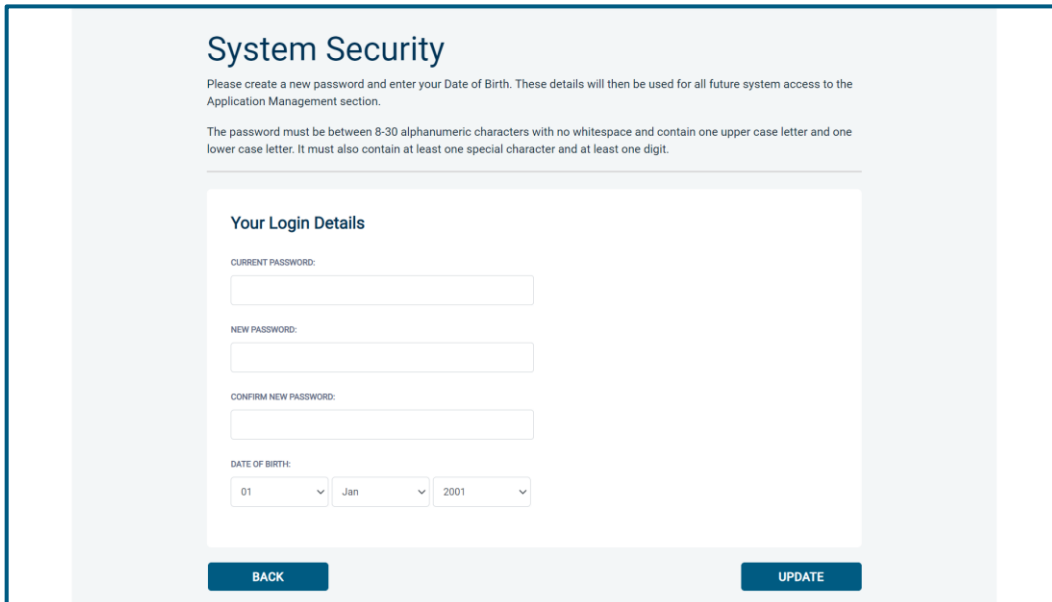 System Security
Please create a new password and enter your Date of Birth. These details will then be used for all future system access to the
Application Management section.
The password must be between 8-30 alphanumeric characters with no whitespace and contain one upper case letter and one
lower case letter. It must also contain at least one special character and at least one digit.
Your Login Details
CURRENT PASSWORD:
NEW PASSWORD:
CONFIRM NEW PASSWORD:
DATE OF BIRTH:
01 Jan 2001
BACK UPDATE